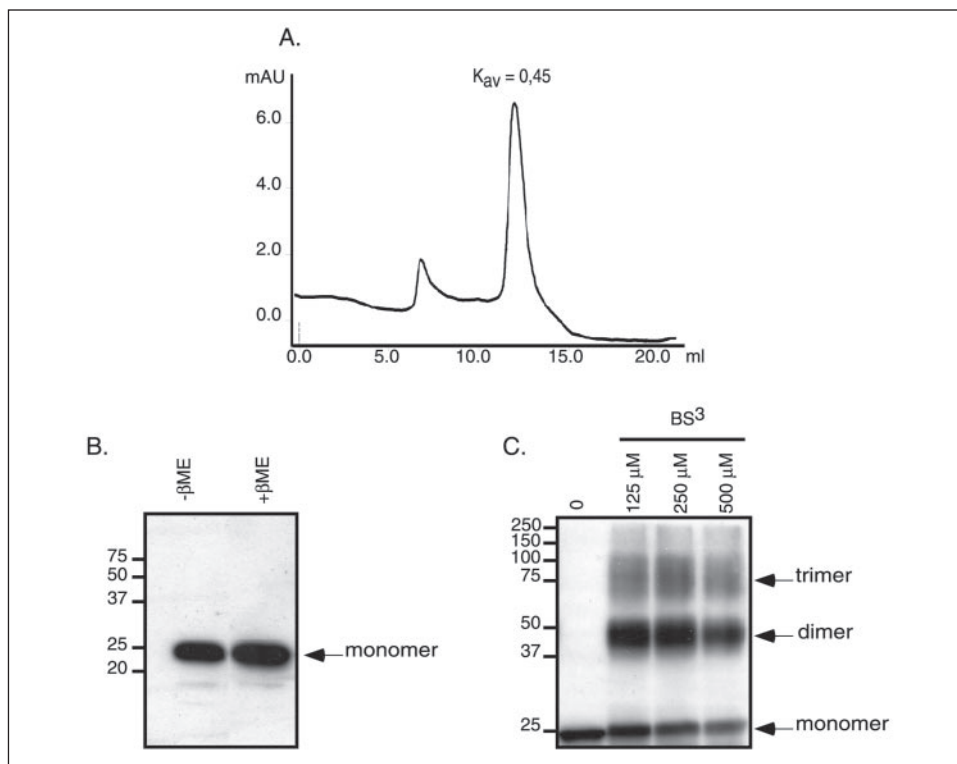 A.
mAU
Kav = 0,45
6.0
4.0
2.0
0.0
0.0 5.0 10.0 15.0 20.0 ml
B.
-βME
+βME
75
50
37
25
20
monomer
C.
BS3
0
125 µM
250 µM
500 µM
250
150
100
75
50
37
25
trimer
dimer
monomer